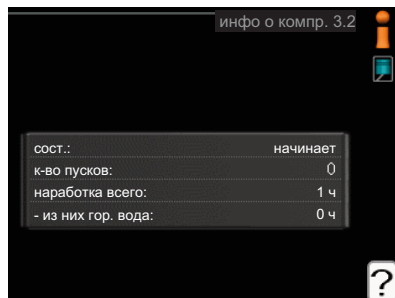 инфо о компр. 3.2
сост.: начинает
к-во пусков: 0
наработка всего: 1 ч
- из них гор. вода: 0 ч
?